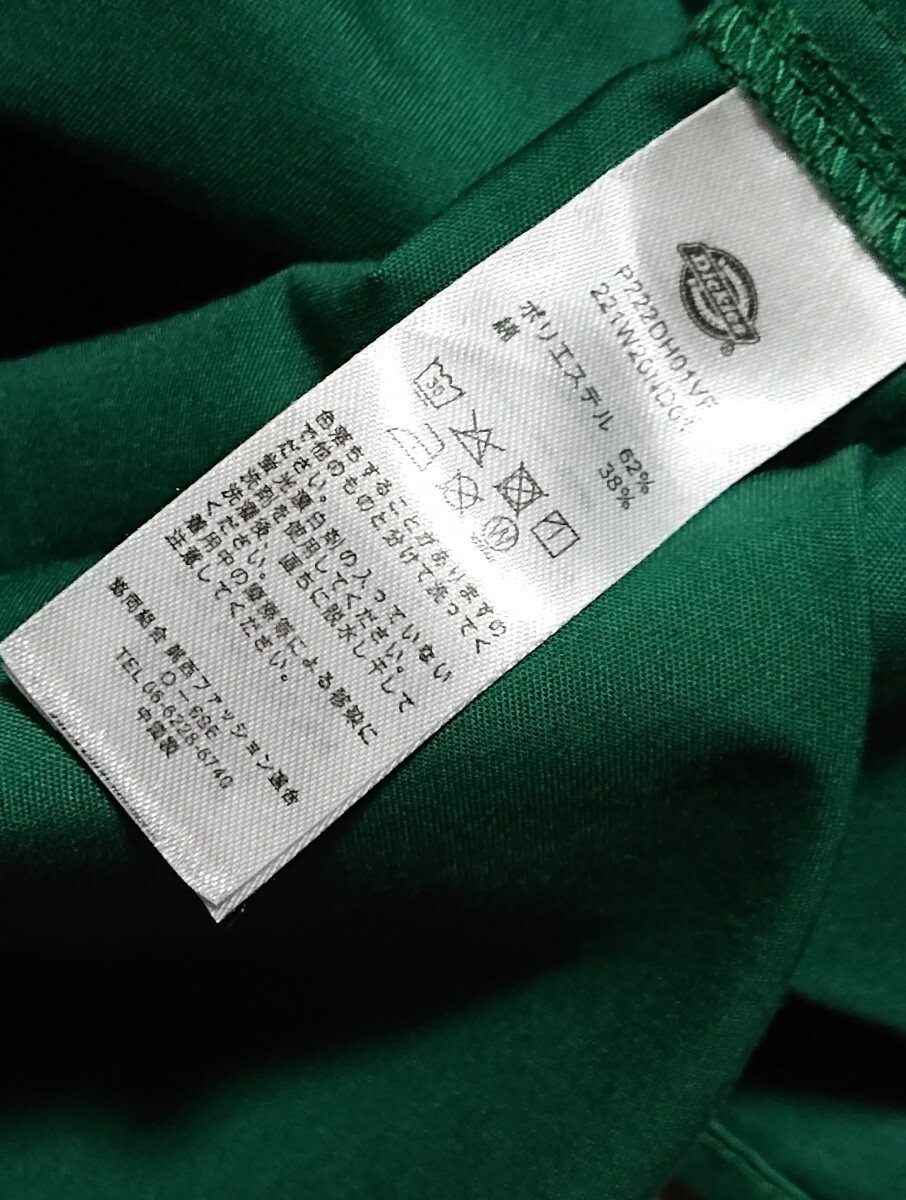 Dickies®
P222DH01VF
221W20ND01
ポリエステル 62%
綿 38%
30
W
色落ちすることがありますの
で他のものと分けて洗ってく
ださい。
蛍光漂白剤の入っていない
洗剤を使用してください。
洗濯後、直ちに脱水し干して
ください。
着用中の摩擦等による移染に
注意してください。
協同組合 関西ファッション連合
O-69E
TEL 06-6228-6740
中国製